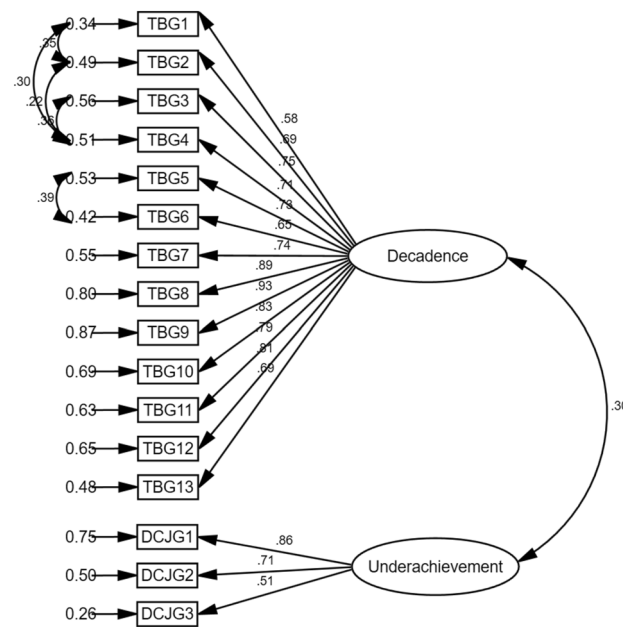 0.34 TBG1
.35
0.49 TBG2
.30
.22
0.56 TBG3
.36
0.51 TBG4
0.53 TBG5
.39
0.42 TBG6
0.55 TBG7
0.80 TBG8
0.87 TBG9
0.69 TBG10
0.63 TBG11
0.65 TBG12
0.48 TBG13
.58
.69
.75
.71
.73
.65
.74
.89
.93
.83
.79
.81
.69
Decadence
.30
0.75 DCJG1
0.50 DCJG2
0.26 DCJG3
.86
.71
.51
Underachievement